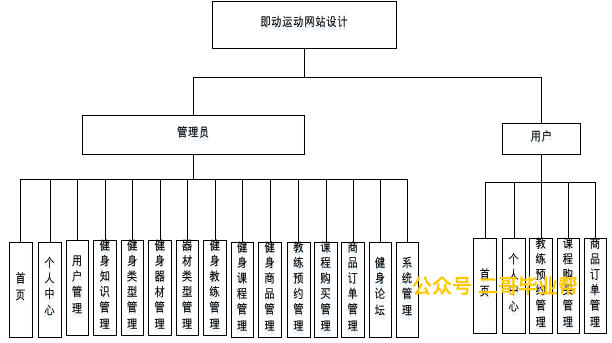 即动运动网站设计
管理员
用户
首页
个人中心
用户管理
健身知识管理
健身类型管理
健身器材管理
器材类型管理
健身教练管理
健身课程管理
健身商品管理
教练预约管理
课程购买管理
商品订单管理
健身论坛
系统管理
首页
个人中心
教练预约管理
课程购买管理
商品订单管理
公众号 二哥毕业帮